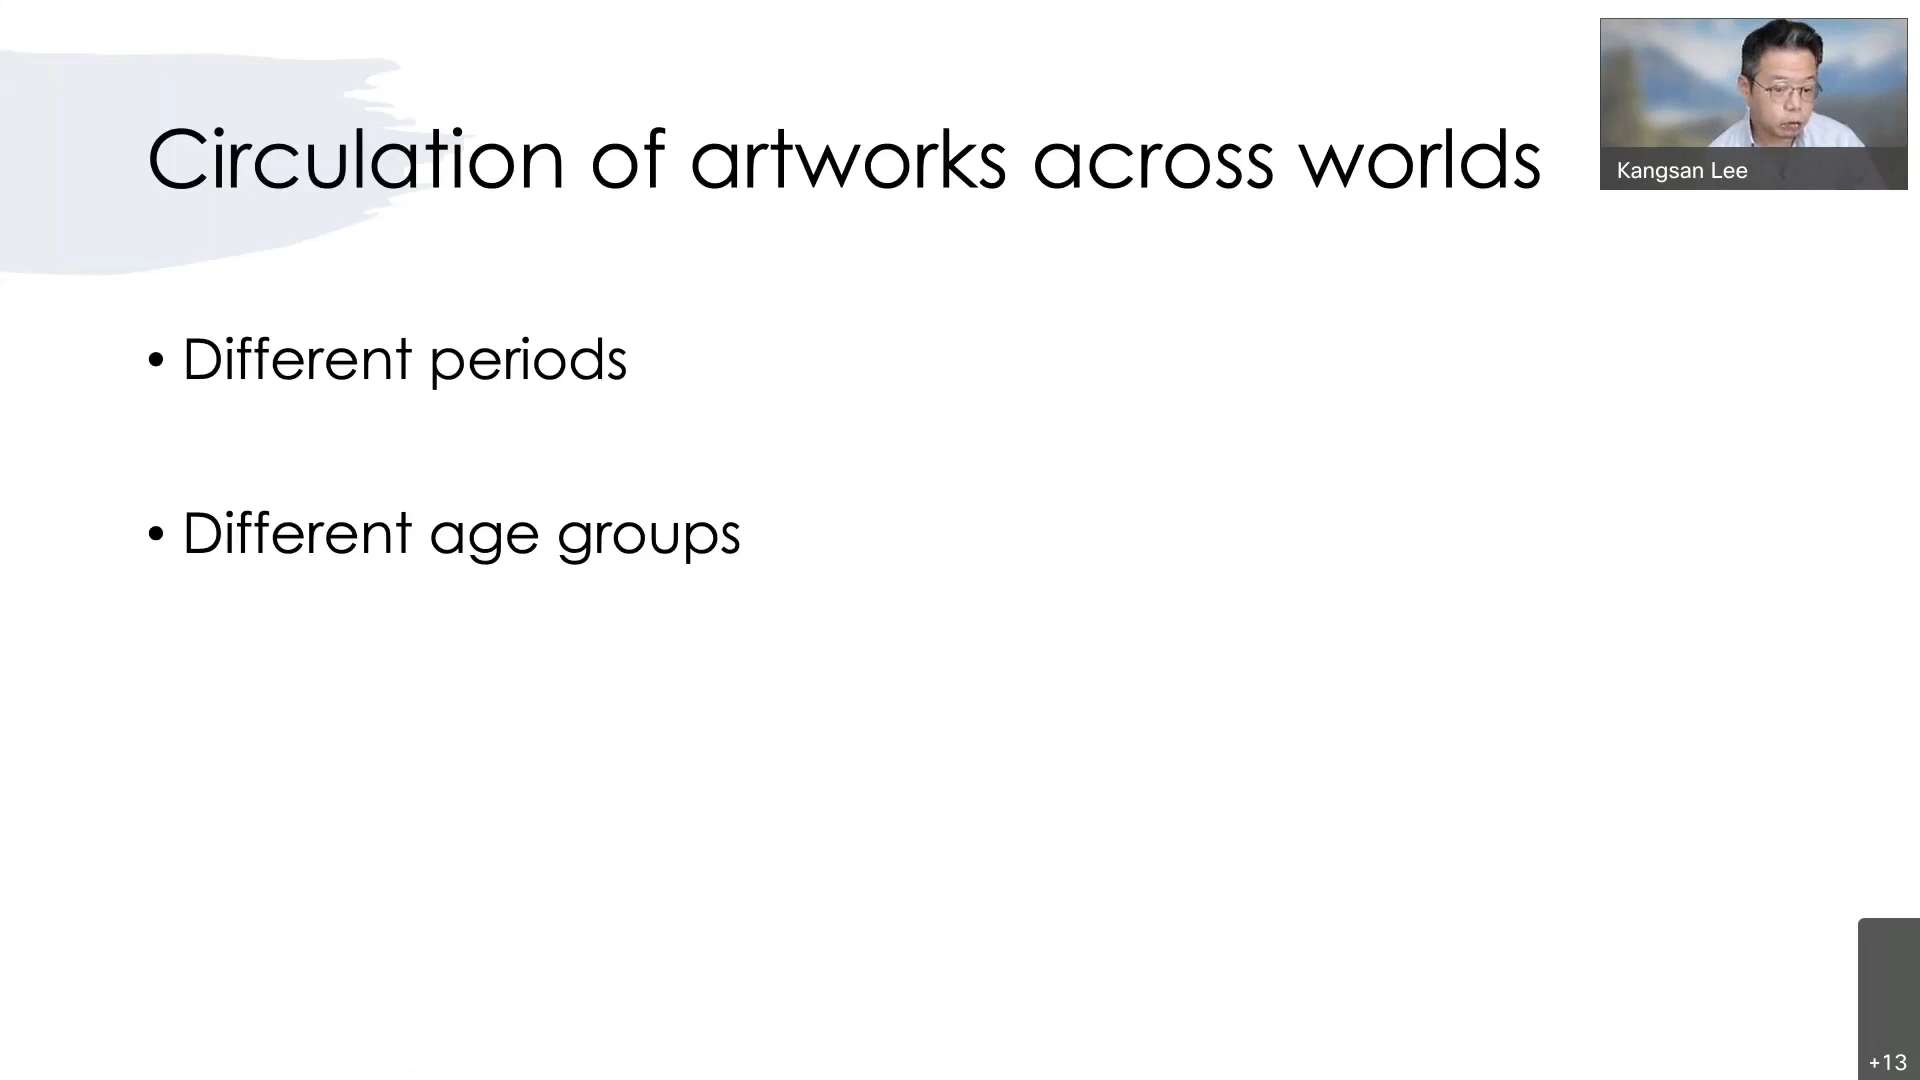 Circulation of artworks across worlds
Kangsan Lee
• Different periods
• Different age groups
+13